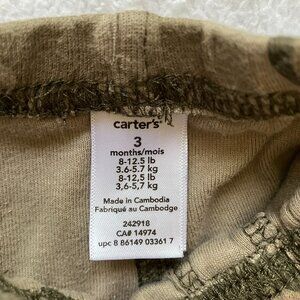 carter's
3
months/mois
8-12.5 lb
3.6-5.7 kg
8-12,5 lb
3,6-5,7 kg
Made in Cambodia
Fabriqué au Cambodge
242918
CA# 14974
upc 8 86149 03361 7